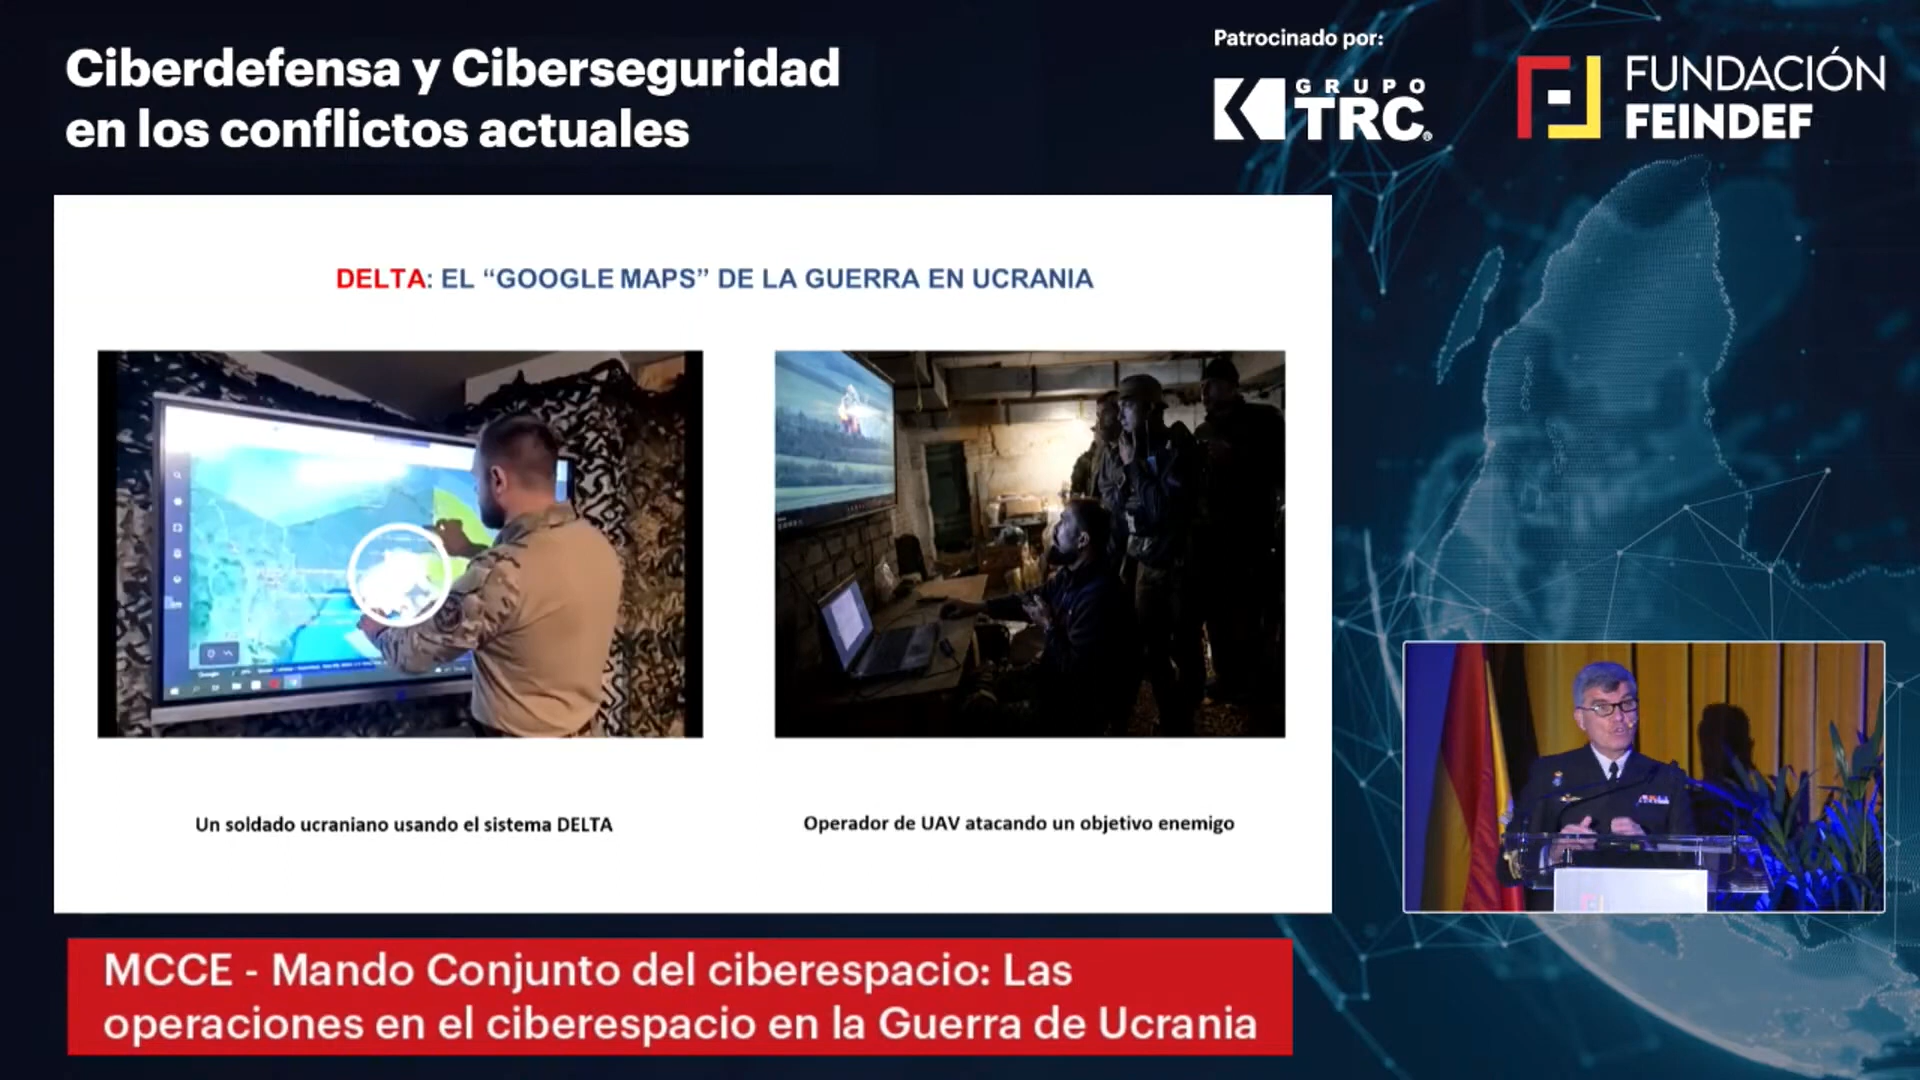 Ciberdefensa y Ciberseguridad
en los conflictos actuales
Patrocinado por:
GRUPO
TRC
FUNDACIÓN
FEINDEF
DELTA: EL “GOOGLE MAPS” DE LA GUERRA EN UCRANIA
Un soldado ucraniano usando el sistema DELTA
Operador de UAV atacando un objetivo enemigo
MCCE - Mando Conjunto del ciberespacio: Las
operaciones en el ciberespacio en la Guerra de Ucrania